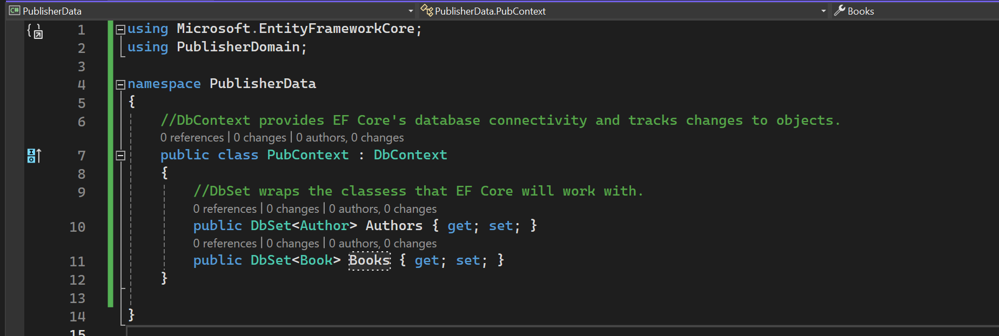 C# PublisherData PublisherData.PubContext Books
1 using Microsoft.EntityFrameworkCore;
2 using PublisherDomain;
3
4 namespace PublisherData
5 {
6 //DbContext provides EF Core's database connectivity and tracks changes to objects.
0 references | 0 changes | 0 authors, 0 changes
7 public class PubContext : DbContext
8 {
9 //DbSet wraps the classess that EF Core will work with.
0 references | 0 changes | 0 authors, 0 changes
10 public DbSet<Author> Authors { get; set; }
0 references | 0 changes | 0 authors, 0 changes
11 public DbSet<Book> Books { get; set; }
12 }
13
14 }
15